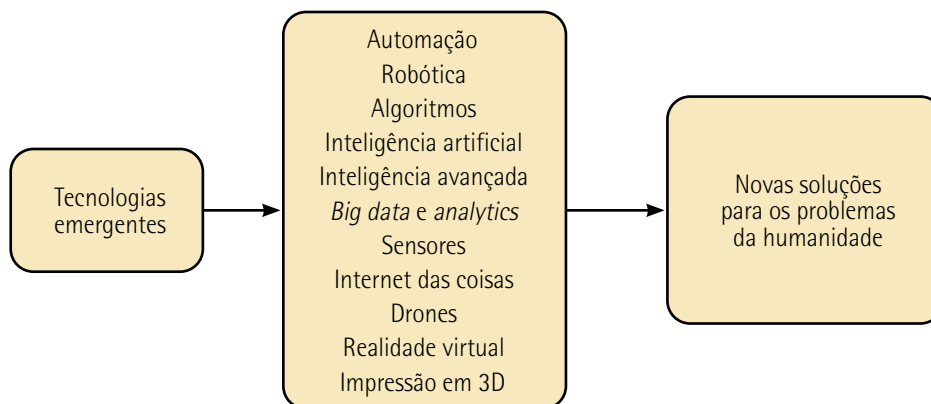 Tecnologias
emergentes
Automação
Robótica
Algoritmos
Inteligência artificial
Inteligência avançada
Big data e analytics
Sensores
Internet das coisas
Drones
Realidade virtual
Impressão em 3D
Novas soluções
para os problemas
da humanidade